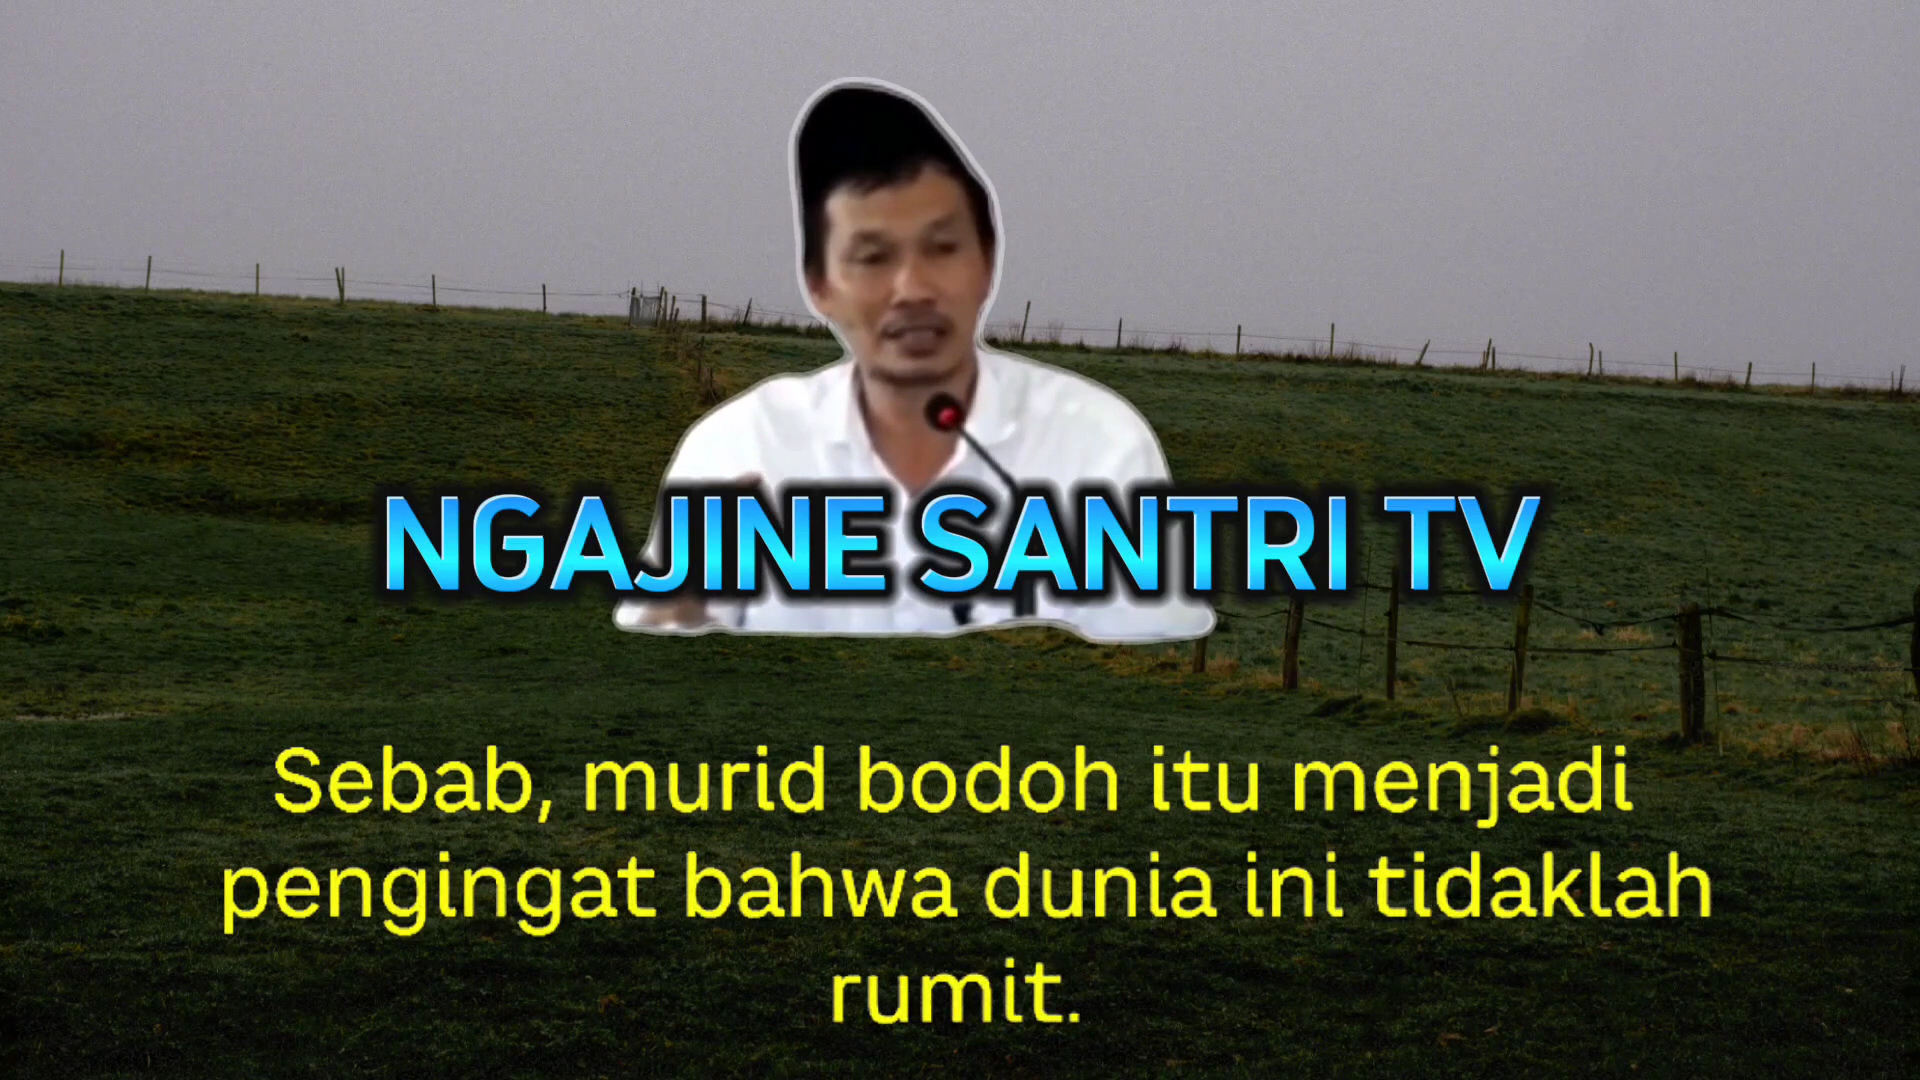 NGAJINE SANTRI TV
Sebab, murid bodoh itu menjadi
pengingat bahwa dunia ini tidaklah
rumit.